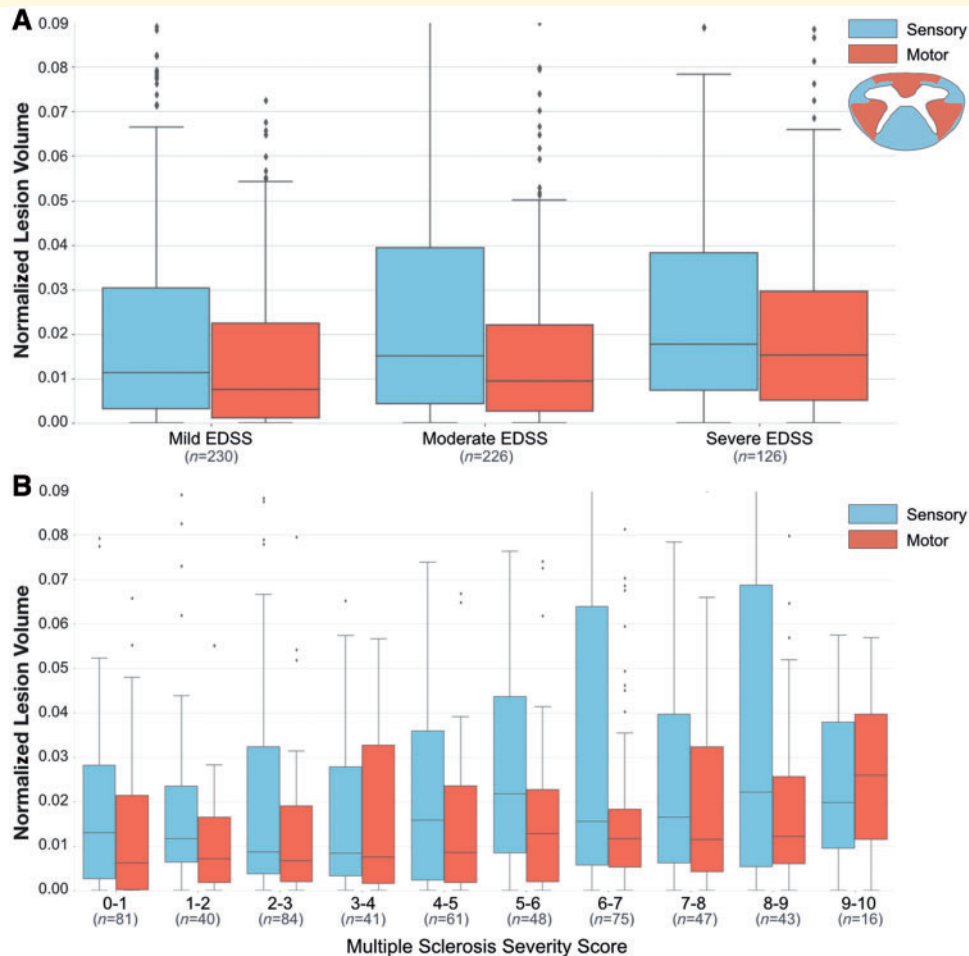 A
Sensory
Motor
Normalized Lesion Volume
0.09
0.08
0.07
0.06
0.05
0.04
0.03
0.02
0.01
0.00
Mild EDSS Moderate EDSS Severe EDSS
(n=230) (n=226) (n=126)
B
Sensory
Motor
Normalized Lesion Volume
0.09
0.08
0.07
0.06
0.05
0.04
0.03
0.02
0.01
0.00
0-1 1-2 2-3 3-4 4-5 5-6 6-7 7-8 8-9 9-10
(n=81) (n=40) (n=84) (n=41) (n=61) (n=48) (n=75) (n=47) (n=43) (n=16)
Multiple Sclerosis Severity Score